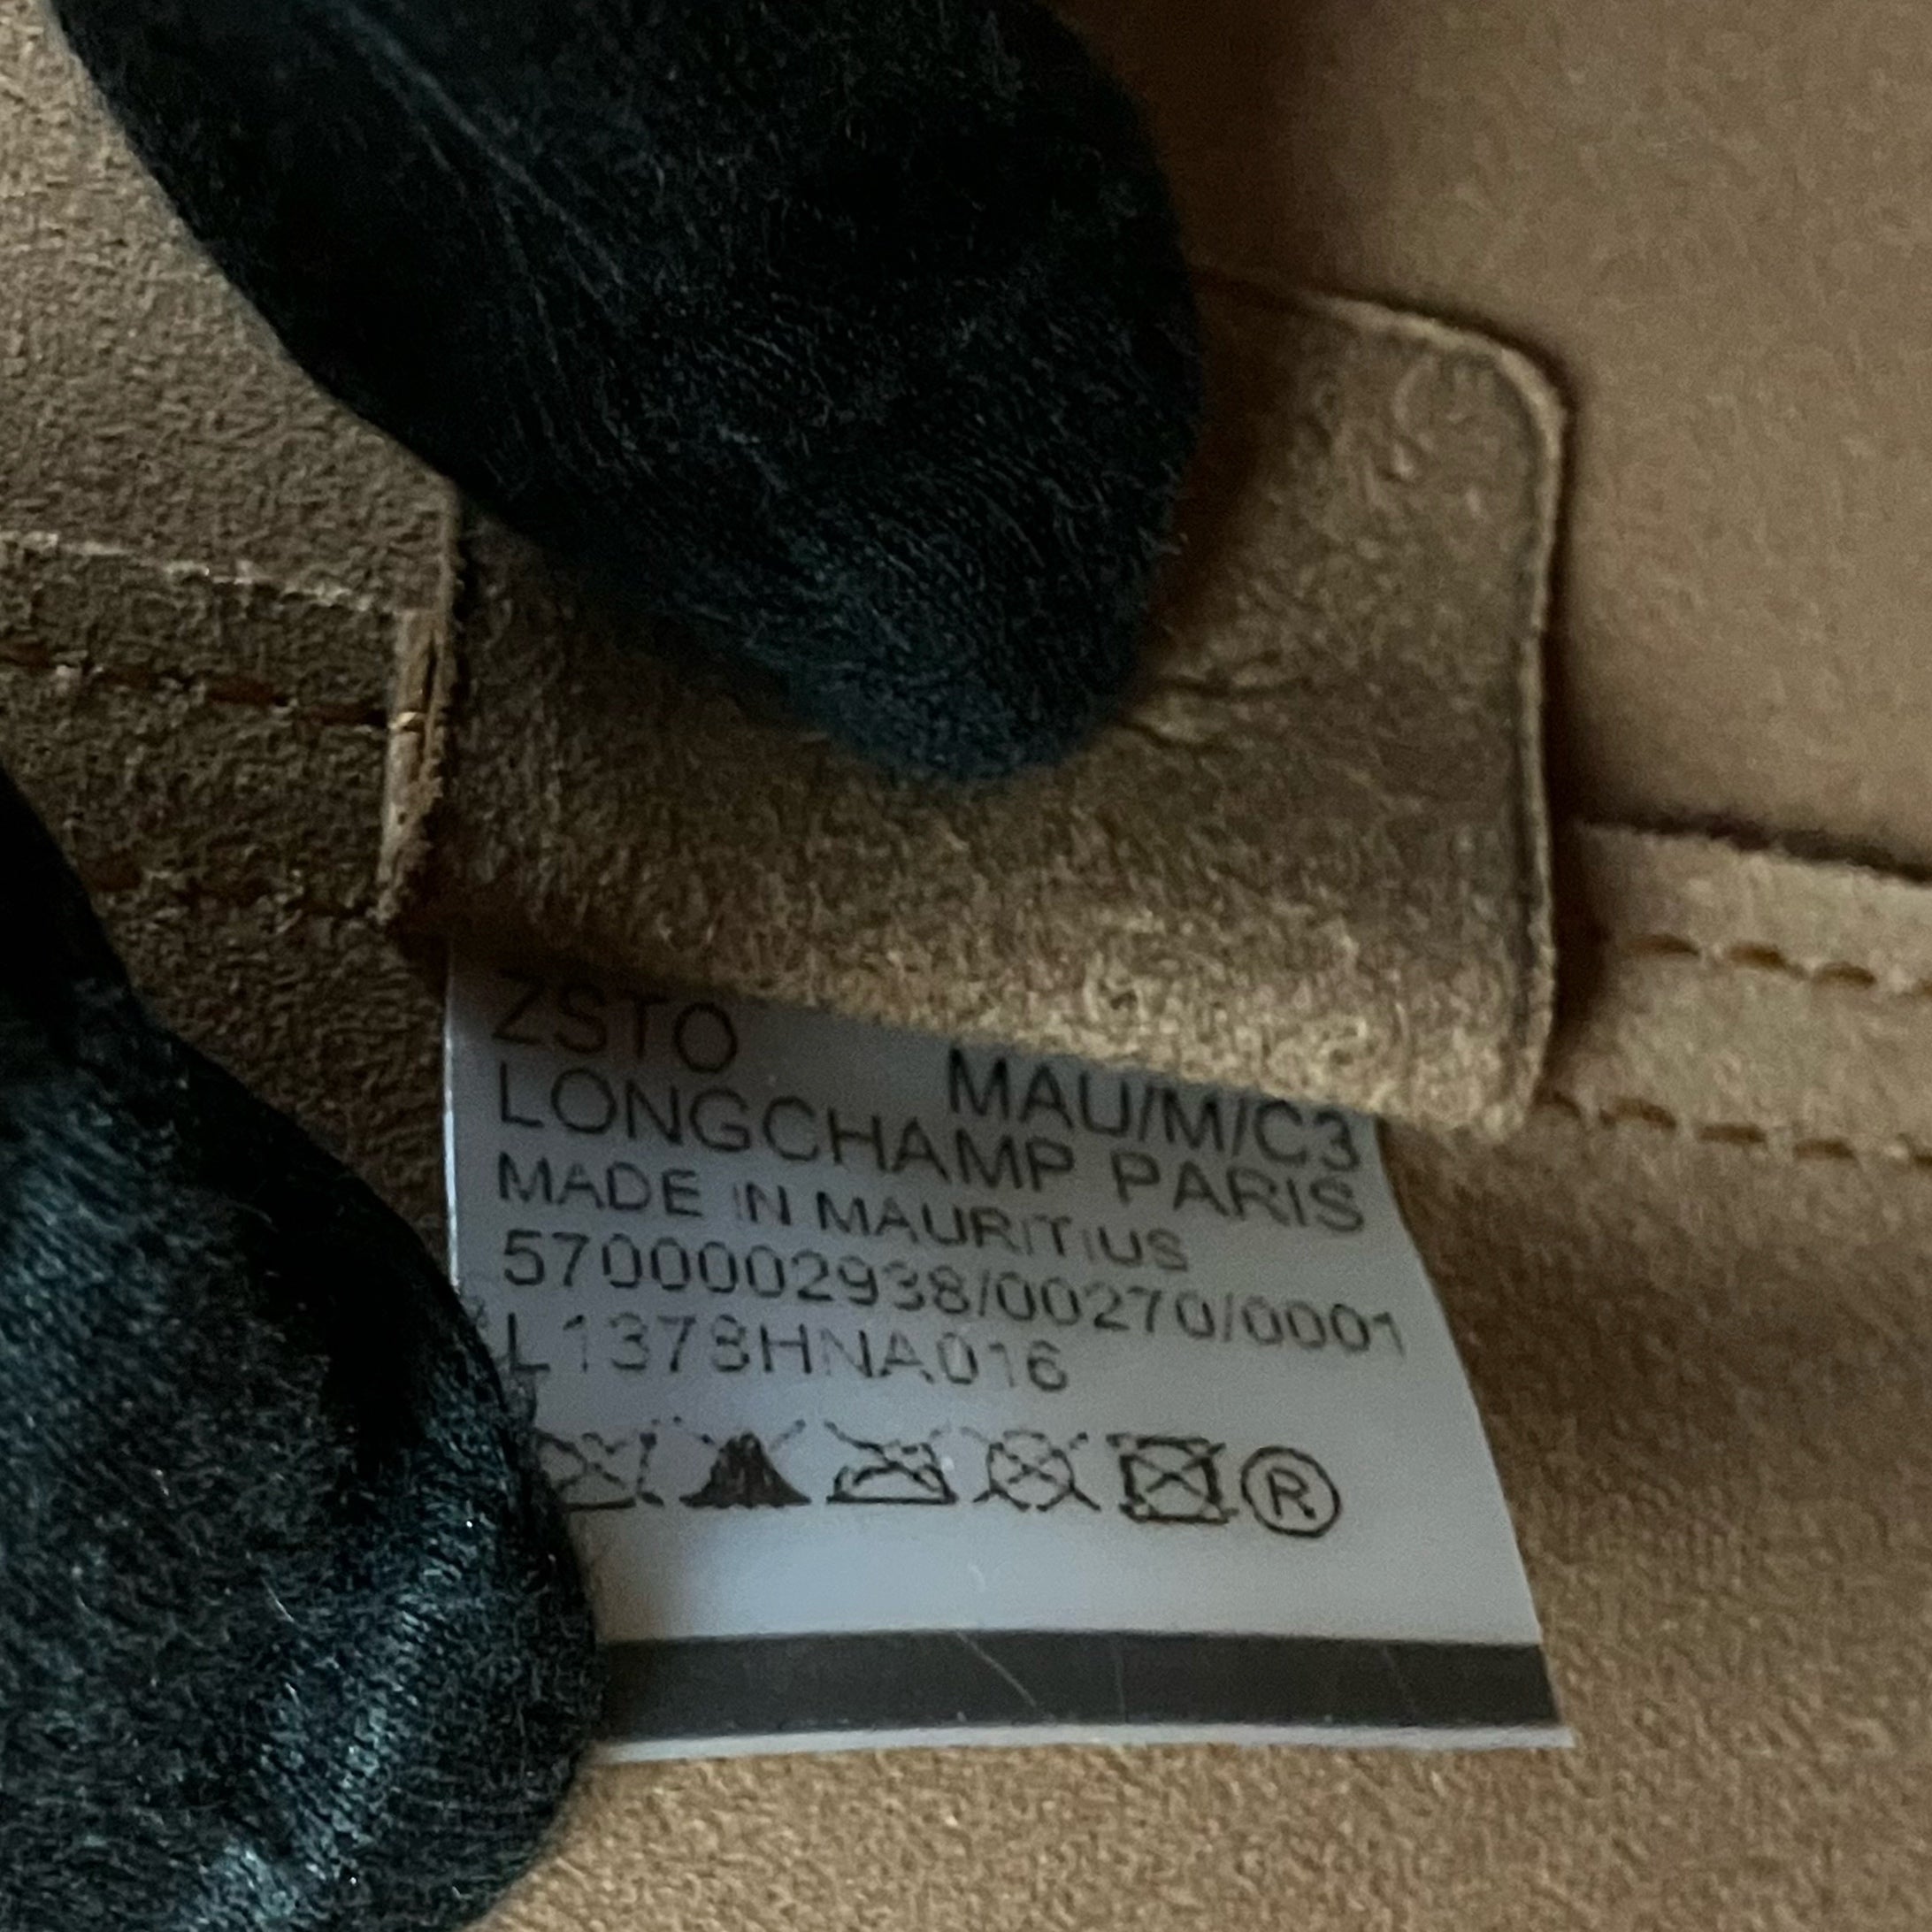 ZSTO
MAU/M/C3
LONGCHAMP PARIS
MADE IN MAURITIUS
5700002938/00270/0001
L1378HNA016
®